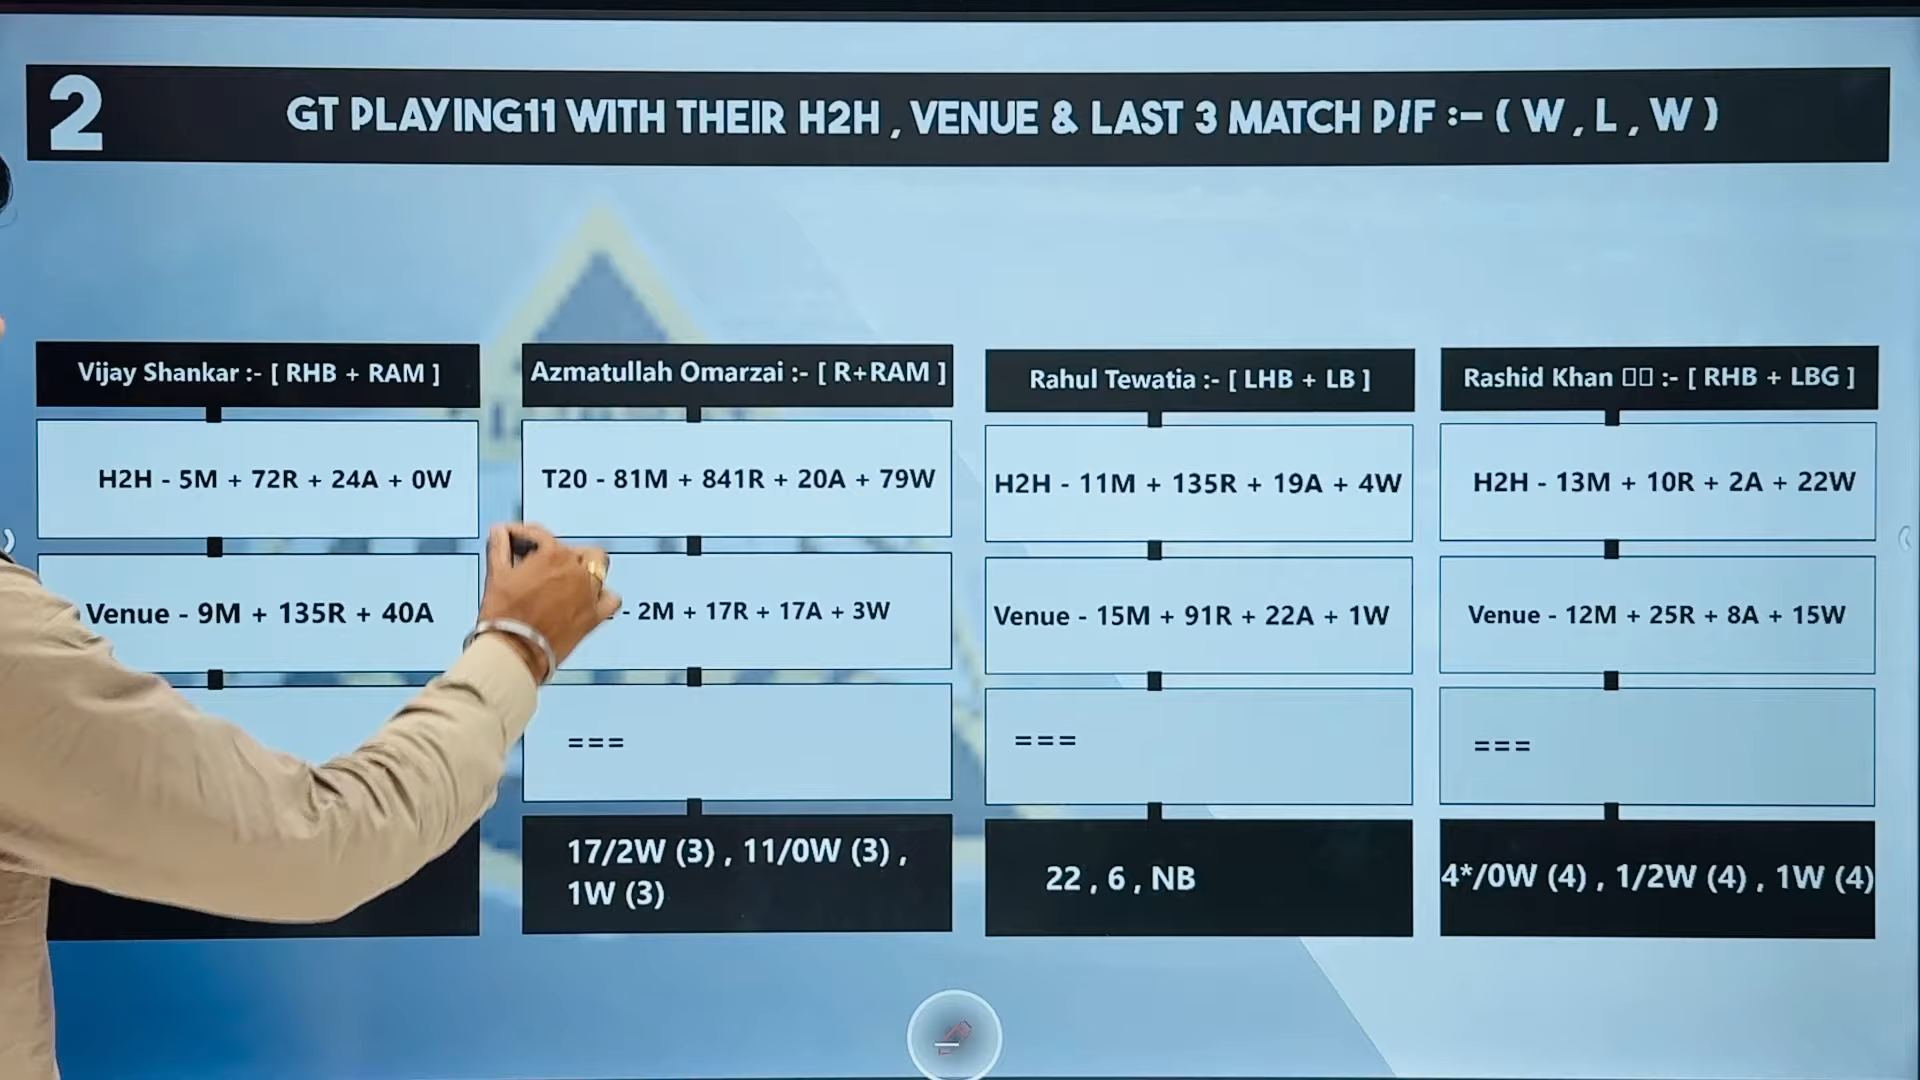 2
GT PLAYING11 WITH THEIR H2H , VENUE & LAST 3 MATCH P/F :- ( W , L , W )
Vijay Shankar :- [ RHB + RAM ]
H2H - 5M + 72R + 24A + 0W
Venue - 9M + 135R + 40A
Azmatullah Omarzai :- [ R+RAM ]
T20 - 81M + 841R + 20A + 79W
- 2M + 17R + 17A + 3W
===
17/2W (3) , 11/0W (3) ,
1W (3)
Rahul Tewatia :- [ LHB + LB ]
H2H - 11M + 135R + 19A + 4W
Venue - 15M + 91R + 22A + 1W
===
22 , 6 , NB
Rashid Khan :- [ RHB + LBG ]
H2H - 13M + 10R + 2A + 22W
Venue - 12M + 25R + 8A + 15W
===
4*/0W (4) , 1/2W (4) , 1W (4)